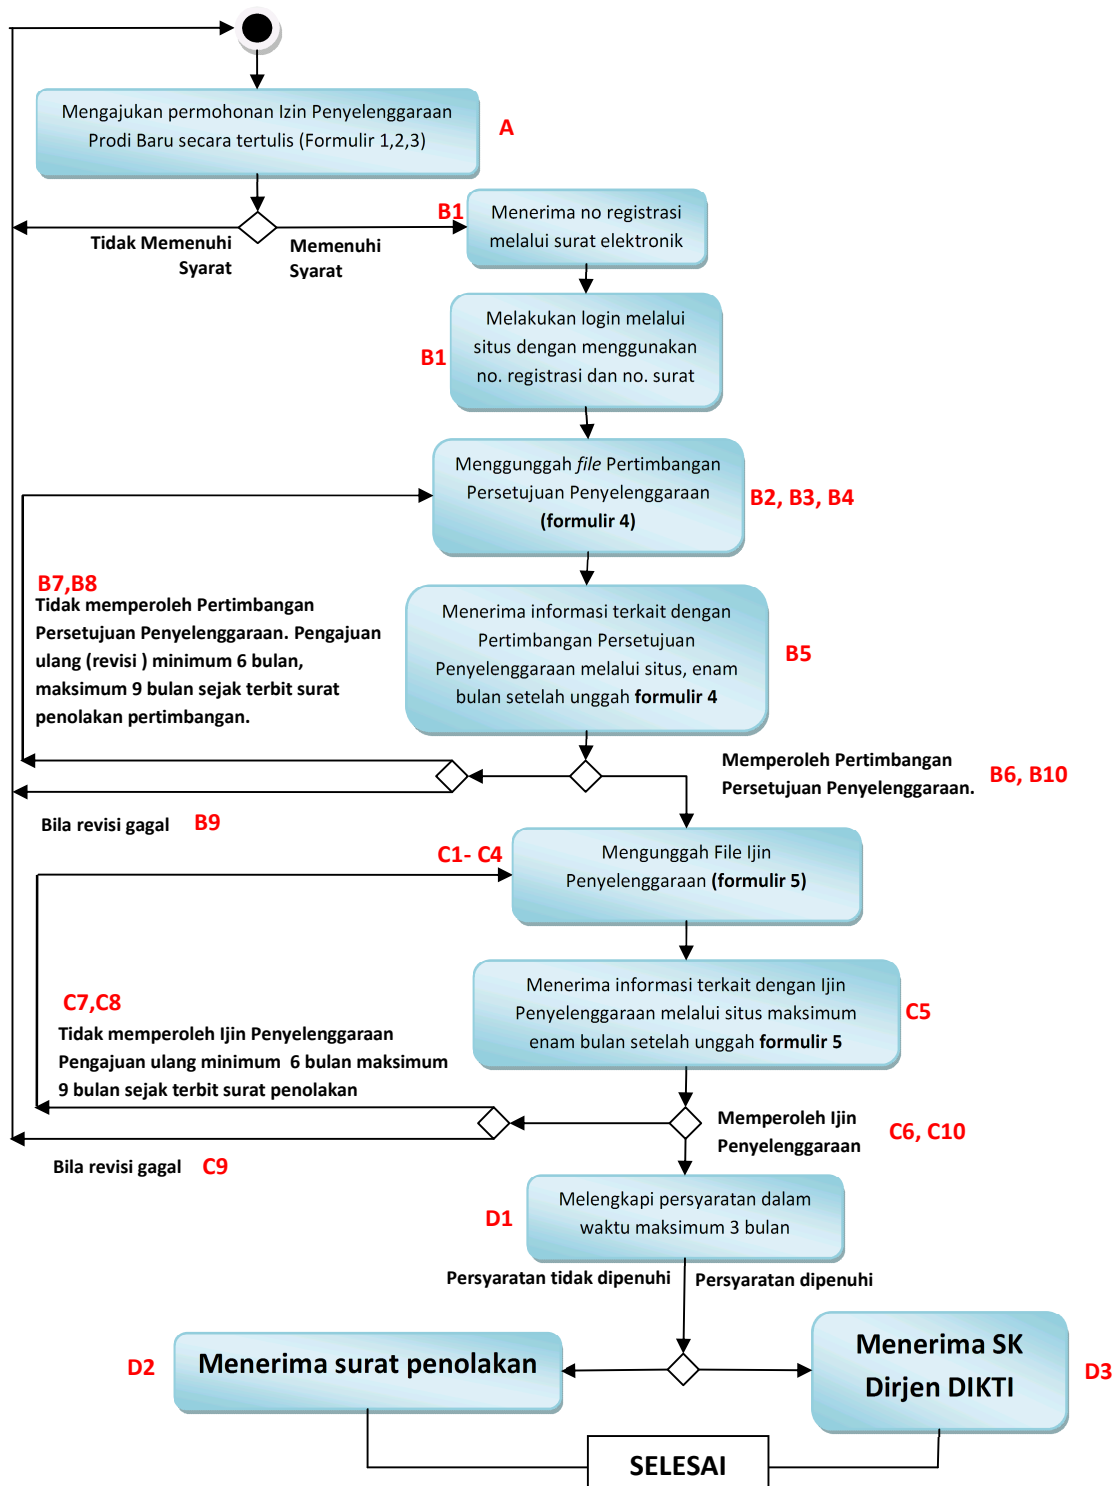 Mengajukan permohonan Izin Penyelenggaraan
Prodi Baru secara tertulis (Formulir 1,2,3)
A
B1
Menerima no registrasi
melalui surat elektronik
Tidak Memenuhi
Syarat
Memenuhi
Syarat
Melakukan login melalui
situs dengan menggunakan
no. registrasi dan no. surat
B1
Menggunggah file Pertimbangan
Persetujuan Penyelenggaraan
(formulir 4)
B2, B3, B4
B7,B8
Tidak memperoleh Pertimbangan
Persetujuan Penyelenggaraan. Pengajuan
ulang (revisi ) minimum 6 bulan,
maksimum 9 bulan sejak terbit surat
penolakan pertimbangan.
Menerima informasi terkait dengan
Pertimbangan Persetujuan
Penyelenggaraan melalui situs, enam
bulan setelah unggah formulir 4
B5
Memperoleh Pertimbangan
Persetujuan Penyelenggaraan.
B6, B10
Bila revisi gagal B9
C1- C4
Mengunggah File Ijin
Penyelenggaraan (formulir 5)
C7,C8
Tidak memperoleh Ijin Penyelenggaraan
Pengajuan ulang minimum 6 bulan maksimum
9 bulan sejak terbit surat penolakan
Menerima informasi terkait dengan Ijin
Penyelenggaraan melalui situs maksimum
enam bulan setelah unggah formulir 5
C5
Memperoleh Ijin
Penyelenggaraan
C6, C10
Bila revisi gagal C9
D1
Melengkapi persyaratan dalam
waktu maksimum 3 bulan
Persyaratan tidak dipenuhi
Persyaratan dipenuhi
D2
Menerima surat penolakan
Menerima SK
Dirjen DIKTI
D3
SELESAI